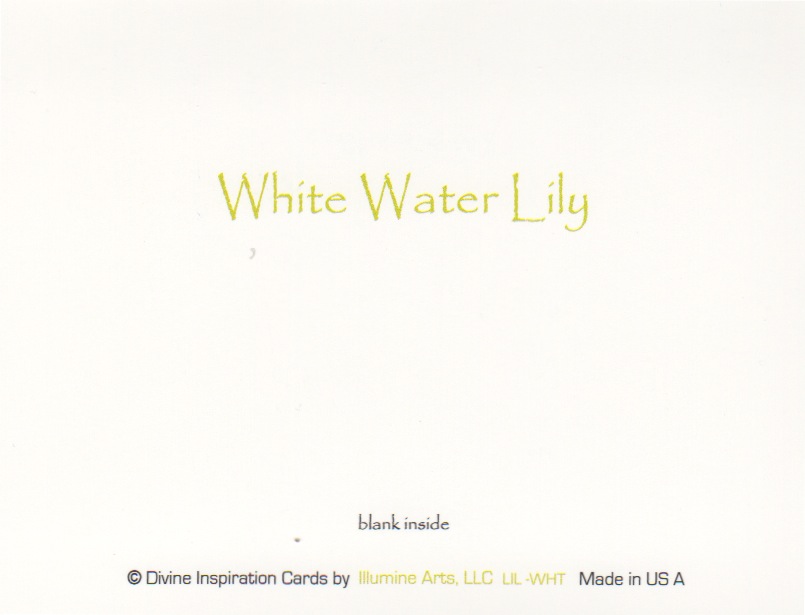 White Water Lily
,
blank inside
© Divine Inspiration Cards by Illumine Arts, LLC LIL-WHT Made in US A